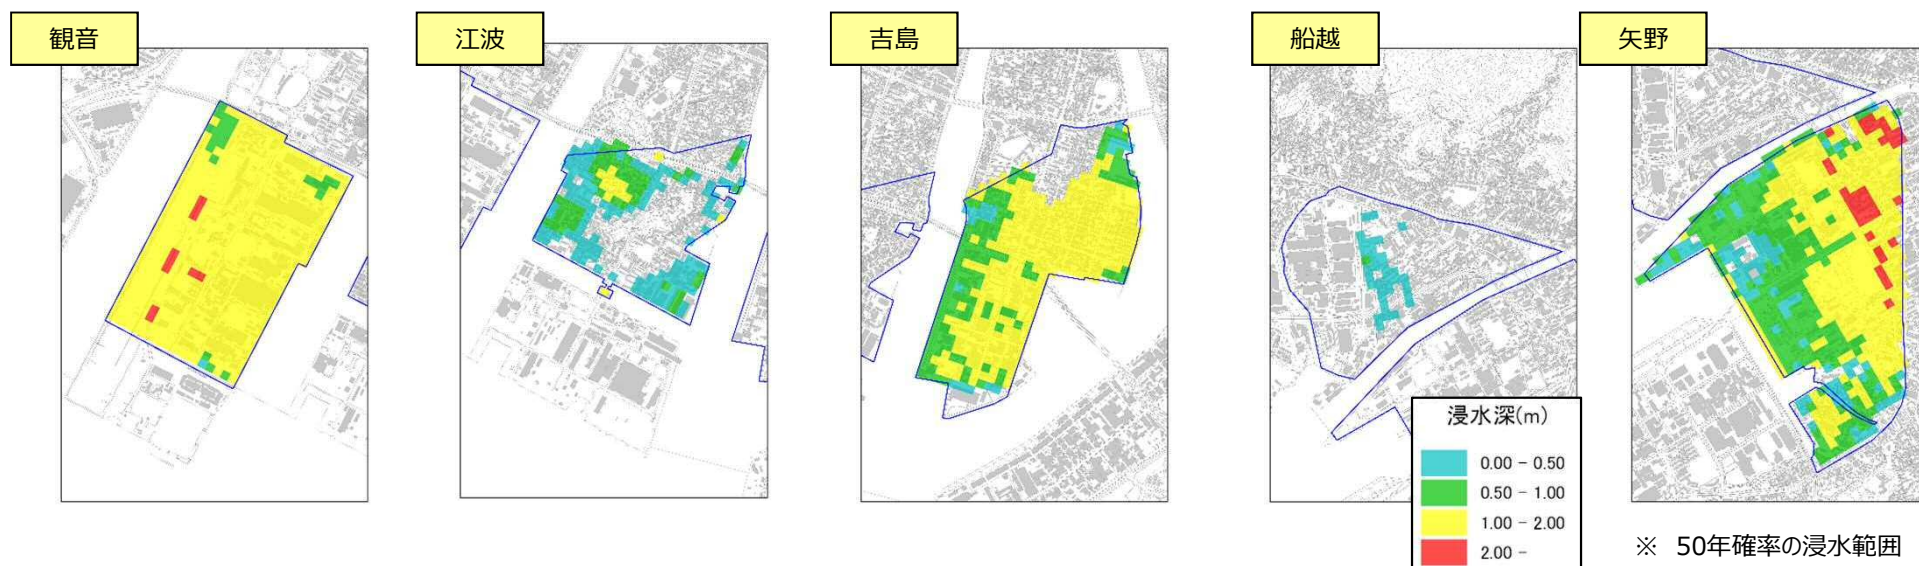 観音
江波
吉島
船越
矢野
浸水深(m)
0.00 - 0.50
0.50 - 1.00
1.00 - 2.00
2.00 -
※ 50年確率の浸水範囲